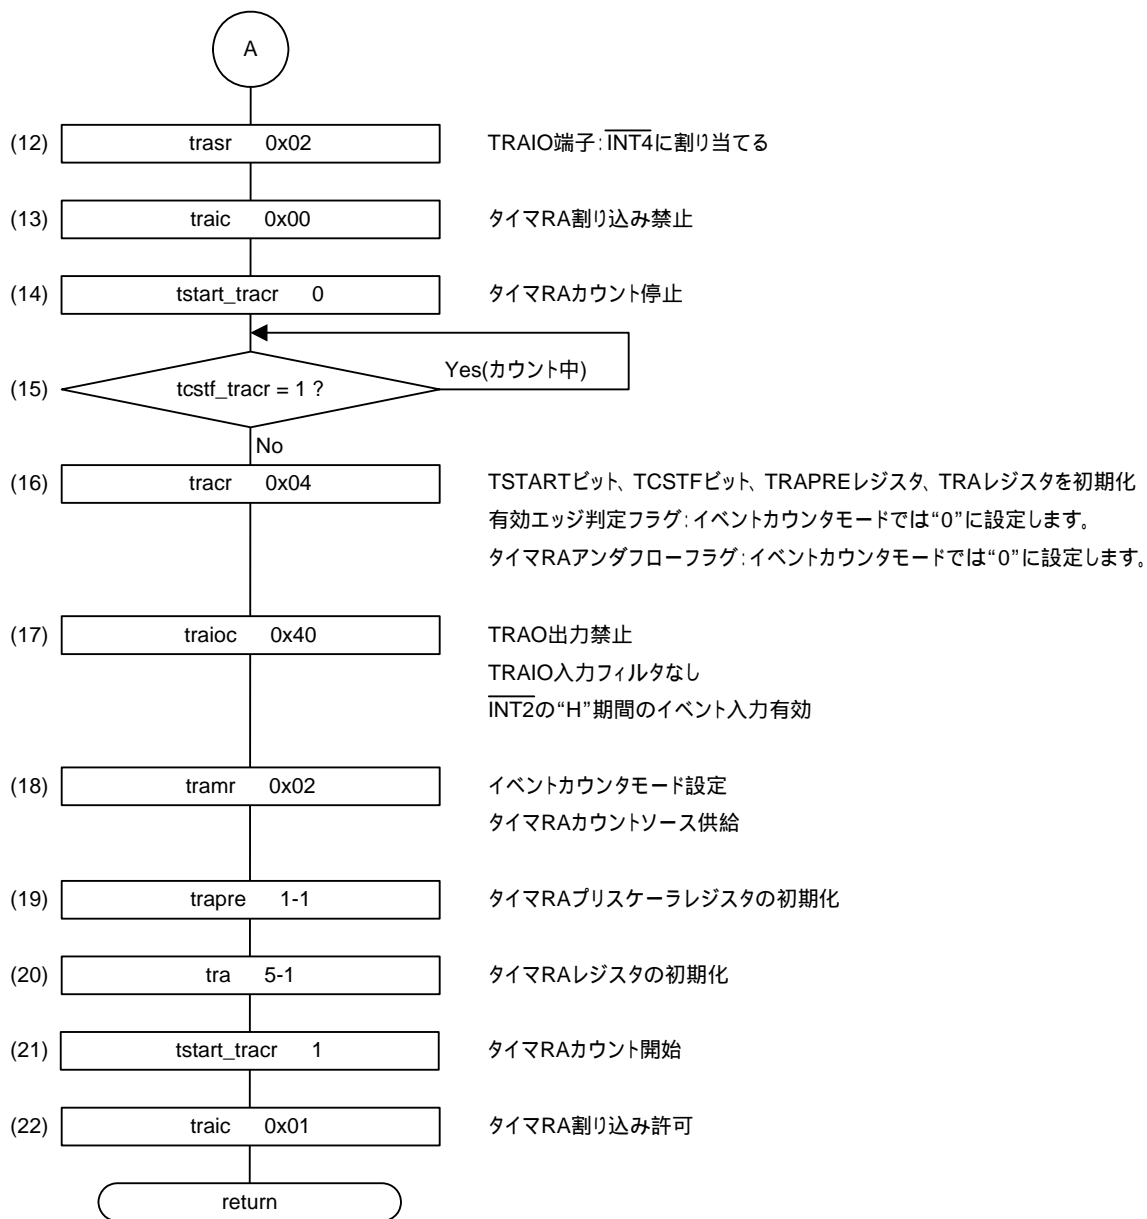 A
(12) trasr 0x02 TRAIO端子:INT4に割り当てる
(13) traic 0x00 タイマRA割り込み禁止
(14) tstart_tracr 0 タイマRAカウント停止
Yes(カウント中)
(15) tcstf_tracr = 1 ?
No
(16) tracr 0x04 TSTARTビット、TCSTFビット、TRAPREレジスタ、TRAレジスタを初期化
有効エッジ判定フラグ:イベントカウンタモードでは“0”に設定します。
タイマRAアンダフローフラグ:イベントカウンタモードでは“0”に設定します。
(17) traioc 0x40 TRAO出力禁止
TRAIO入力フィルタなし
INT2の“H”期間のイベント入力有効
(18) tramr 0x02 イベントカウンタモード設定
タイマRAカウントソース供給
(19) trapre 1-1 タイマRAプリスケーラレジスタの初期化
(20) tra 5-1 タイマRAレジスタの初期化
(21) tstart_tracr 1 タイマRAカウント開始
(22) traic 0x01 タイマRA割り込み許可
return